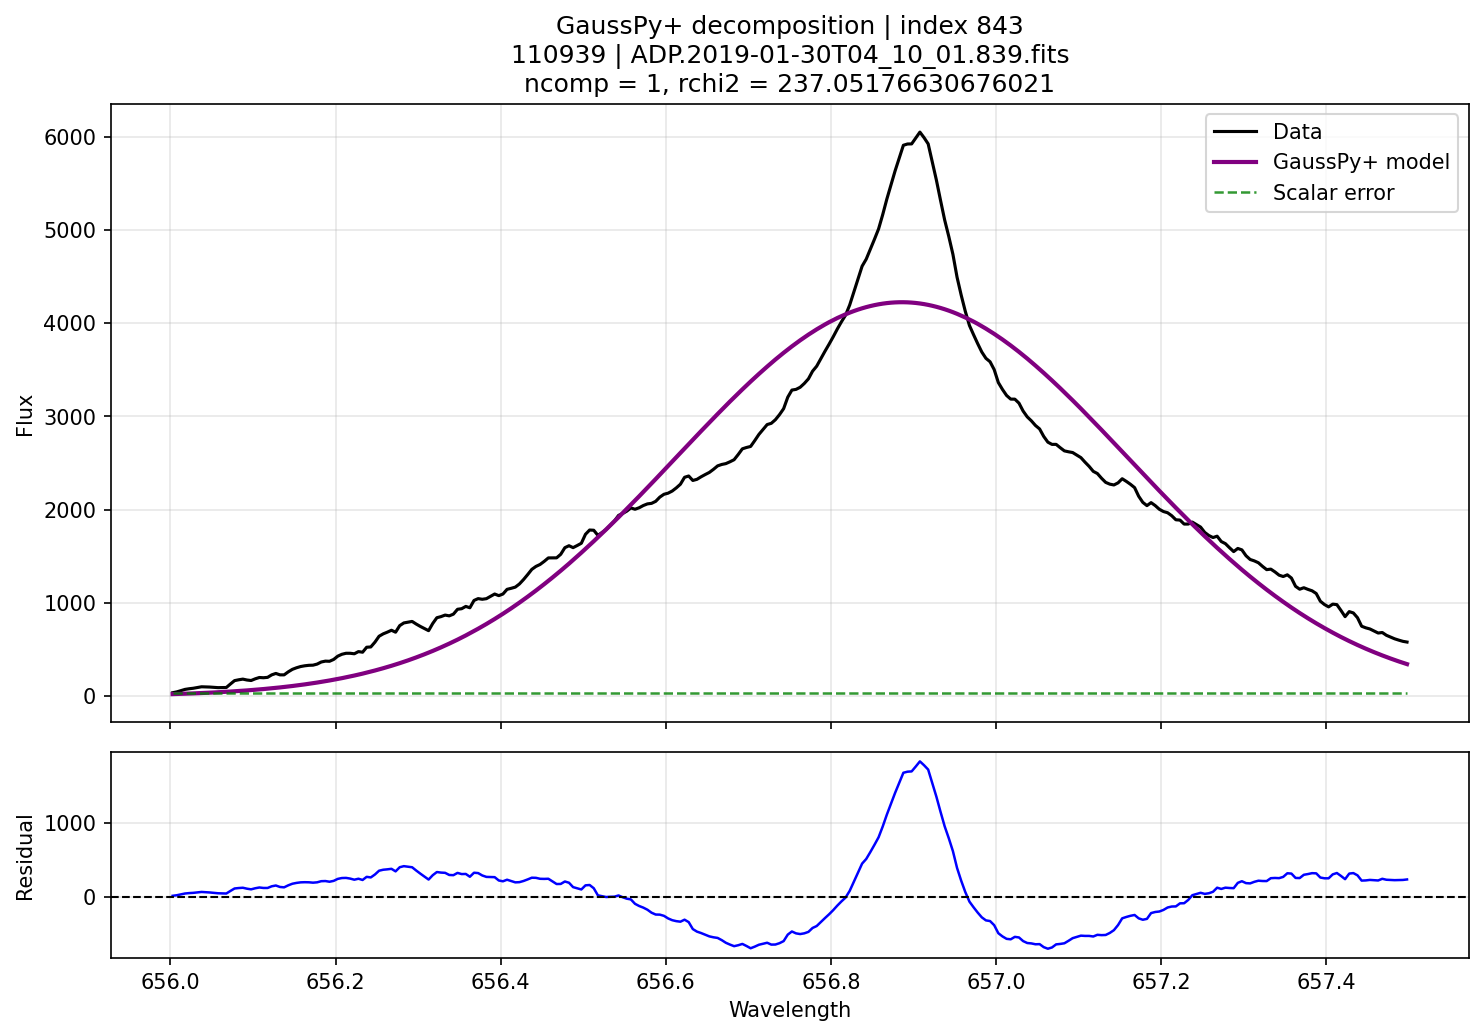 GaussPy+ decomposition | index 843
110939 | ADP.2019-01-30T04_10_01.839.fits
ncomp = 1, rchi2 = 237.05176630676021
Data
GaussPy+ model
Scalar error
Flux
6000
5000
4000
3000
2000
1000
0
Residual
1000
0
656.0 656.2 656.4 656.6 656.8 657.0 657.2 657.4
Wavelength